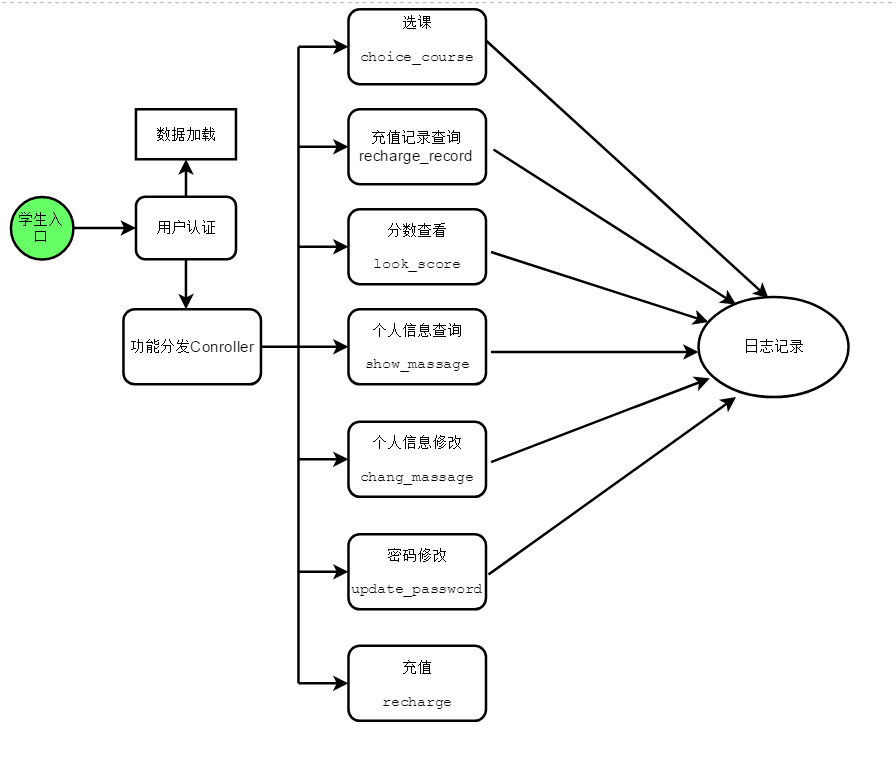 选课
choice_course
数据加载
充值记录查询
recharge_record
学生入
口
用户认证
分数查看
look_score
功能分发Conroller
个人信息查询
show_massage
日志记录
个人信息修改
chang_massage
密码修改
update_password
充值
recharge